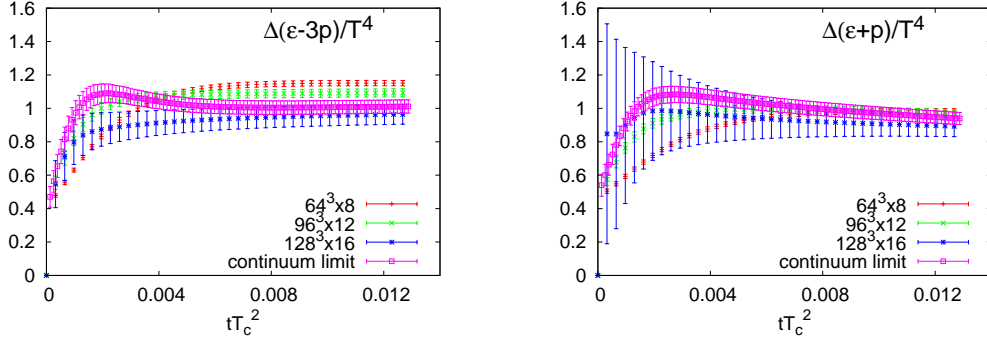 Δ(ε-3p)/T⁴
1.6
1.4
1.2
1
0.8
0.6
0.4
0.2
0
64³x8
96³x12
128³x16
continuum limit
0 0.004 0.008 0.012
tT_c²
Δ(ε+p)/T⁴
1.6
1.4
1.2
1
0.8
0.6
0.4
0.2
0
64³x8
96³x12
128³x16
continuum limit
0 0.004 0.008 0.012
tT_c²